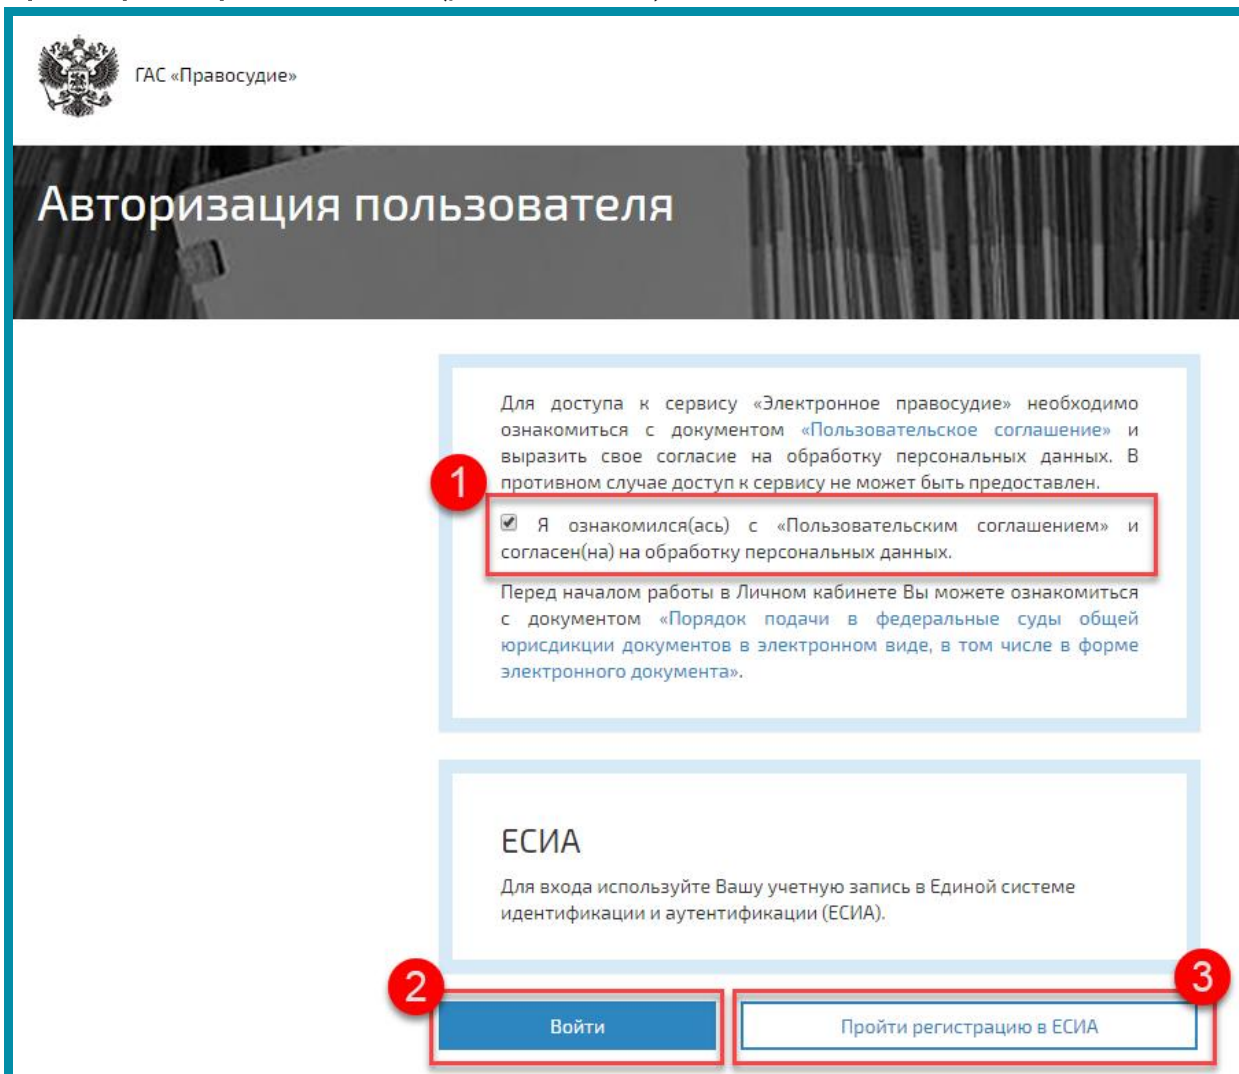 ГАС «Правосудие»
Авторизация пользователя
Для доступа к сервису «Электронное правосудие» необходимо
ознакомиться с документом «Пользовательское соглашение» и
выразить свое согласие на обработку персональных данных. В
противном случае доступ к сервису не может быть предоставлен.
1
Я ознакомился(ась) с «Пользовательским соглашением» и
согласен(на) на обработку персональных данных.
Перед началом работы в Личном кабинете Вы можете ознакомиться
с документом «Порядок подачи в федеральные суды общей
юрисдикции документов в электронном виде, в том числе в форме
электронного документа».
ЕСИА
Для входа используйте Вашу учетную запись в Единой системе
идентификации и аутентификации (ЕСИА).
2
Войти
3
Пройти регистрацию в ЕСИА